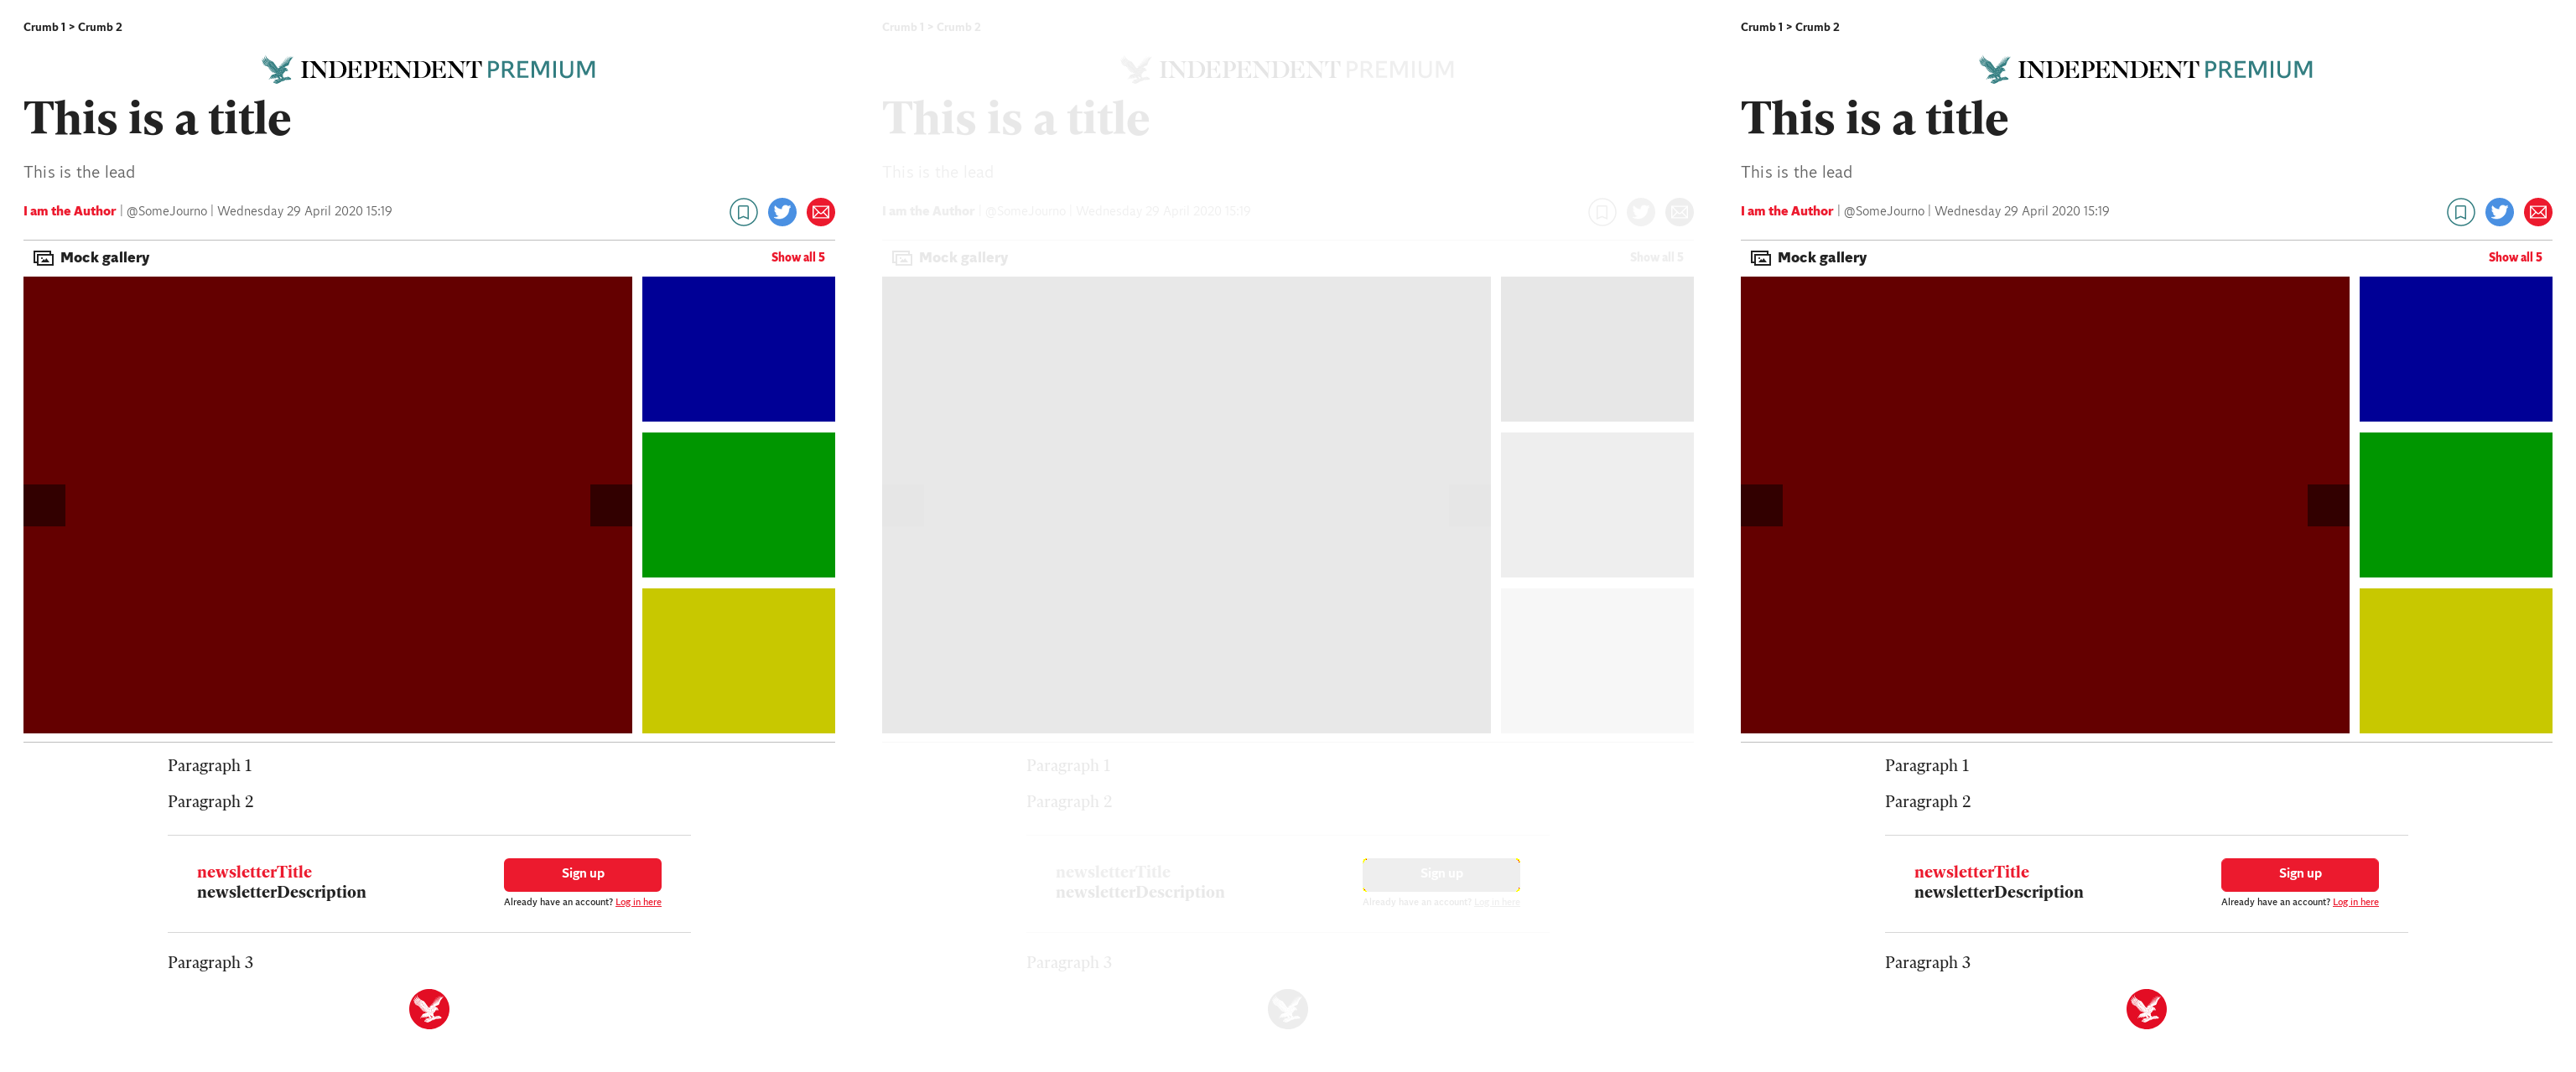 Crumb 1 > Crumb 2
INDEPENDENT PREMIUM
This is a title
This is the lead
I am the Author | @SomeJourno | Wednesday 29 April 2020 15:19
Mock gallery
Show all 5
Paragraph 1
Paragraph 2
newsletterTitle
newsletterDescription
Sign up
Already have an account? Log in here
Paragraph 3
Crumb 1 > Crumb 2
INDEPENDENT PREMIUM
This is a title
This is the lead
I am the Author | @SomeJourno | Wednesday 29 April 2020 15:19
Mock gallery
Show all 5
Paragraph 1
Paragraph 2
newsletterTitle
newsletterDescription
Sign up
Already have an account? Log in here
Paragraph 3
Crumb 1 > Crumb 2
INDEPENDENT PREMIUM
This is a title
This is the lead
I am the Author | @SomeJourno | Wednesday 29 April 2020 15:19
Mock gallery
Show all 5
Paragraph 1
Paragraph 2
newsletterTitle
newsletterDescription
Sign up
Already have an account? Log in here
Paragraph 3